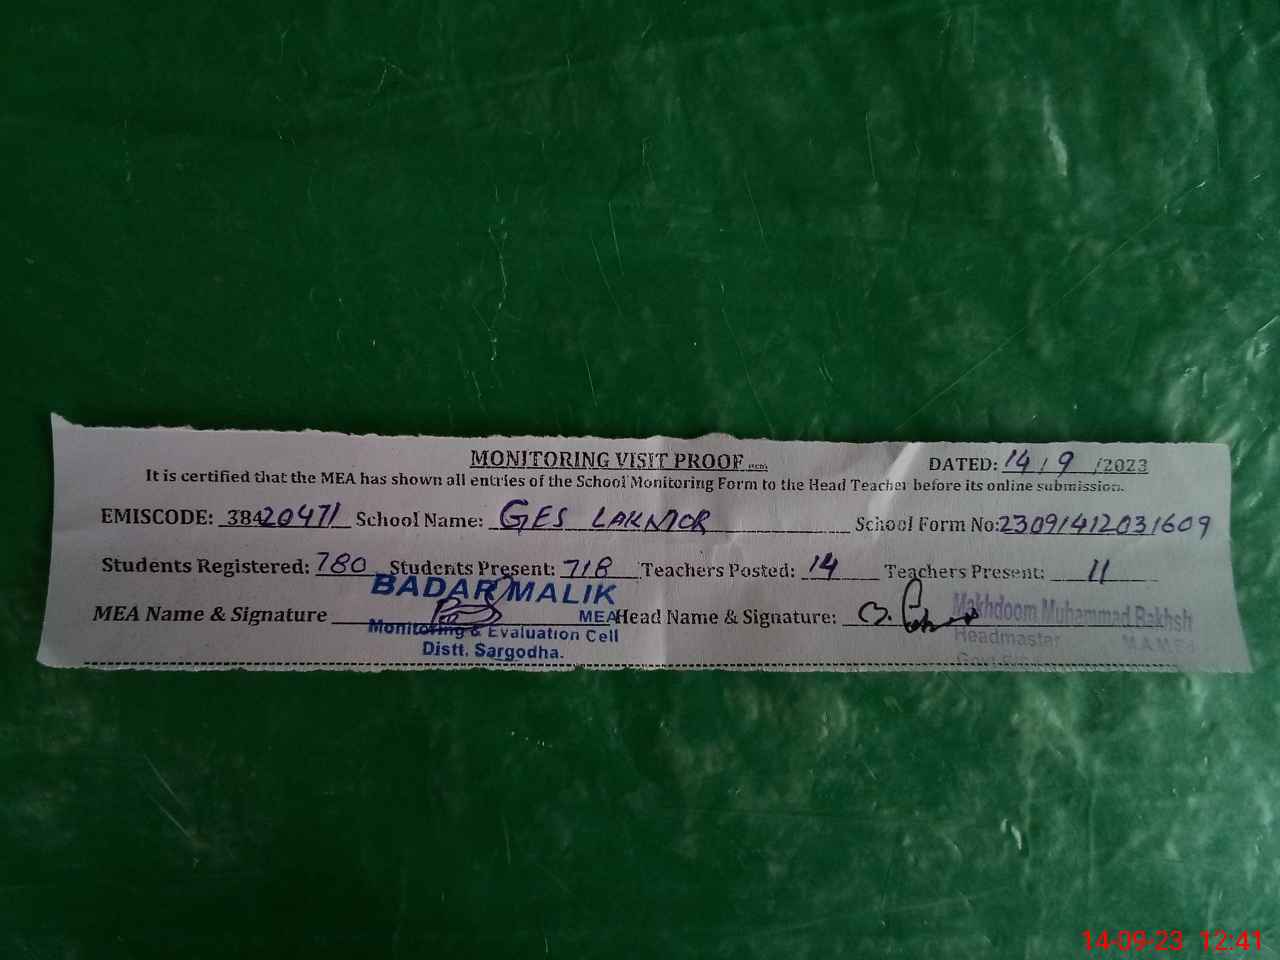 MONITORING VISIT PROOF
DATED: 14 / 9 /2023
It is certified that the MEA has shown all entries of the School Monitoring Form to the Head Teacher before its online submission.
EMISCODE: 38420471 School Name: GES LAKMOR School Form No: 23091412031609
Students Registered: 780 Students Present: 718 Teachers Posted: 14 Teachers Present: 11
BADAR MALIK
MEA Name & Signature MEA Head Name & Signature: Makhdoom Muhammad Bakhsh
Monitoring & Evaluation Cell Headmaster
Distt. Sargodha.
14-09-23 12:41